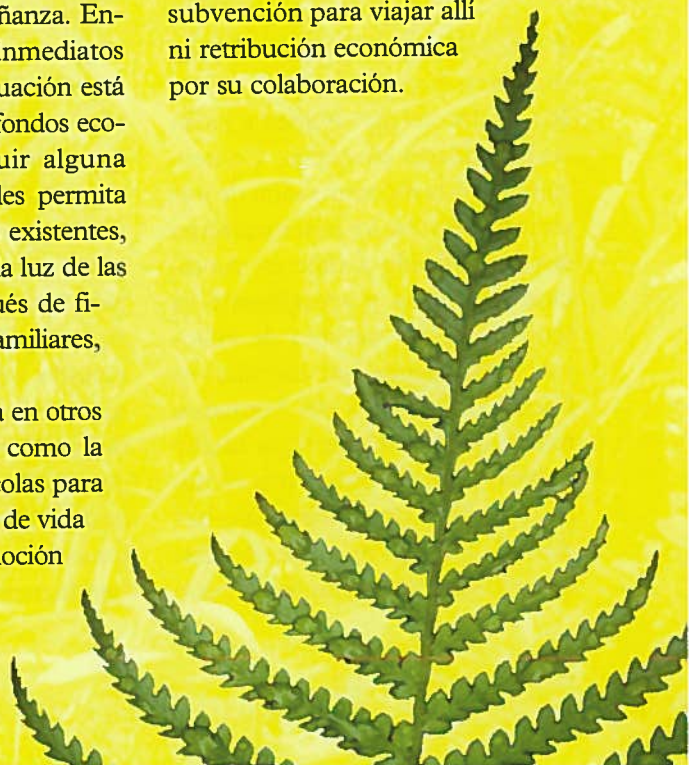 ñanza. En-
nmediatos
uación está
fondos eco-
uir alguna
les permita
existentes,
a luz de las
ués de fi-
amiliares,
a en otros
como la
colas para
de vida
oción
subvención para viajar allí
ni retribución económica
por su colaboración.